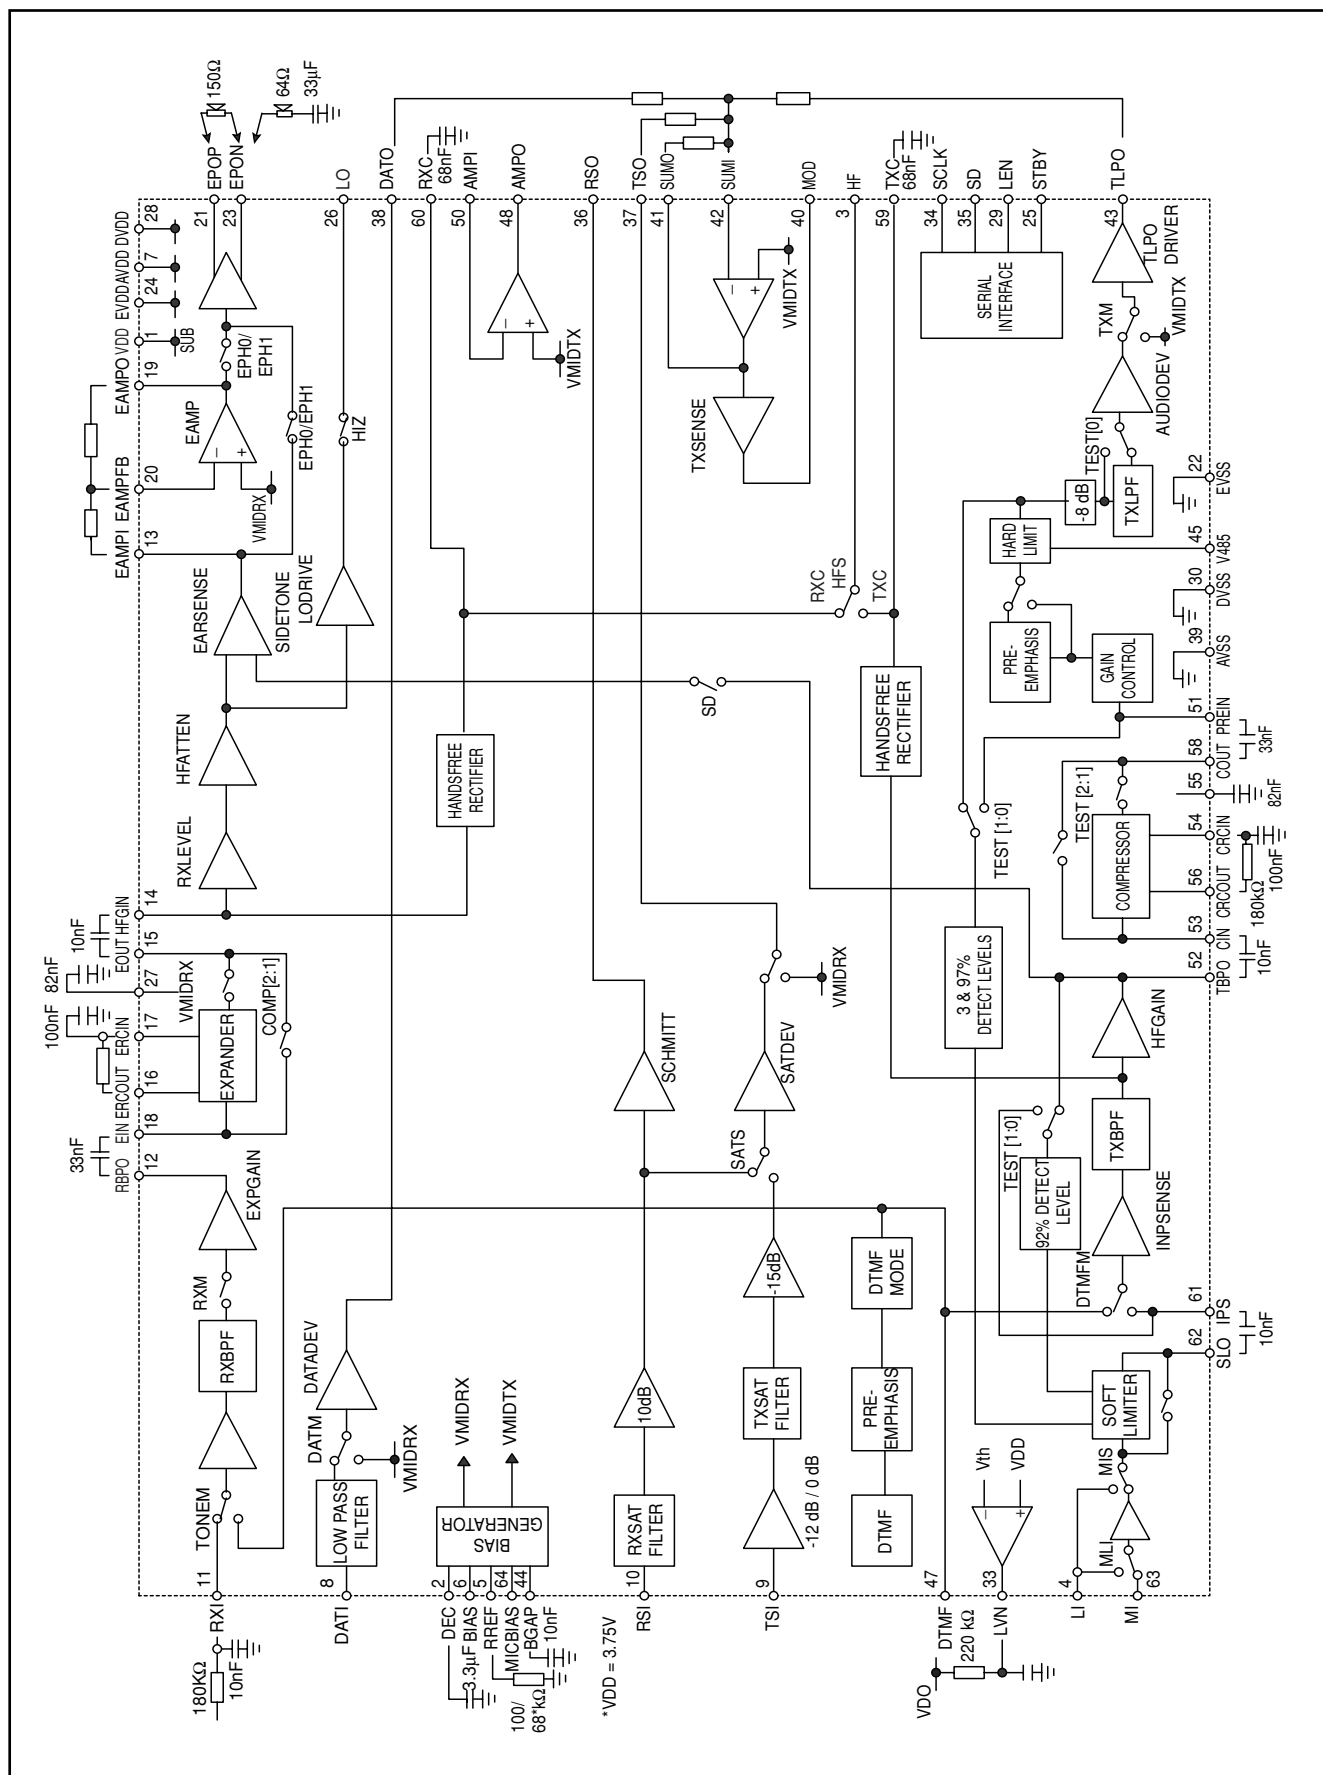 180KΩ
10nF
RXI
11
TONEM
RXBPF
RXM
EXPGAIN
12
RBPO
33nF
18
EIN
16
ERCOUT
17
ERCIN
100nF
EXPANDER
VMIDRX
27
82nF
COMP[2:1]
15
EOUT
10nF
14
HFGIN
RXLEVEL
HFATTEN
EARSENSE
SIDETONE
13
EAMPI
20
EAMPFB
19
EAMPO
VMIDRX
EAMP
EPH0/
EPH1
EPH0/EPH1
1
VDD
SUB
24
EVDD
7
AVDD
28
DVDD
21
EPOP
23
EPON
150Ω
64Ω
33µF
DATI
8
LOW PASS
FILTER
DATM
VMIDRX
DATADEV
LODRIVE
HIZ
26
LO
38
DATO
DEC
2
3.3µF
BIAS
6
RREF
5
MICBIAS
64
BGAP
44
10nF
100/
68*kΩ
BIAS
GENERATOR
VMIDRX
VMIDTX
HANDSFREE
RECTIFIER
60
RXC
68nF
50
AMPI
48
AMPO
VMIDTX
*VDD = 3.75V
RSI
10
RXSAT
FILTER
10dB
SCHMITT
36
RSO
TSI
9
-12 dB / 0 dB
TXSAT
FILTER
-15dB
SATS
SATDEV
VMIDRX
37
TSO
41
SUMO
42
SUMI
40
MOD
TXSENSE
VMIDTX
SD
DTMF
PRE-
EMPHASIS
DTMF
MODE
HANDSFREE
RECTIFIER
RXC
HFS
TXC
3
HF
59
TXC
68nF
34
SCLK
35
SD
29
LEN
25
STBY
SERIAL
INTERFACE
VDO
DTMF
47
220 kΩ
LVN
33
Vth
VDD
LI
4
MI
63
MLI
MIS
SOFT
LIMITER
62
SLO
10nF
61
IPS
DTMFM
INPSENSE
92% DETECT
LEVEL
TEST [1:0]
TXBPF
HFGAIN
3 & 97%
DETECT LEVELS
TEST [1:0]
52
TBPO
10nF
53
CIN
56
CRCOUT
180kΩ
54
CRCIN
100nF
55
82nF
58
COUT
33nF
51
PREIN
COMPRESSOR
TEST [2:1]
GAIN
CONTROL
PRE-
EMPHASIS
HARD
LIMIT
39
AVSS
30
DVSS
45
V485
22
EVSS
-8 dB
TXLPF
TEST[0]
AUDIODEV
TXM
VMIDTX
TLPO
DRIVER
43
TLPO